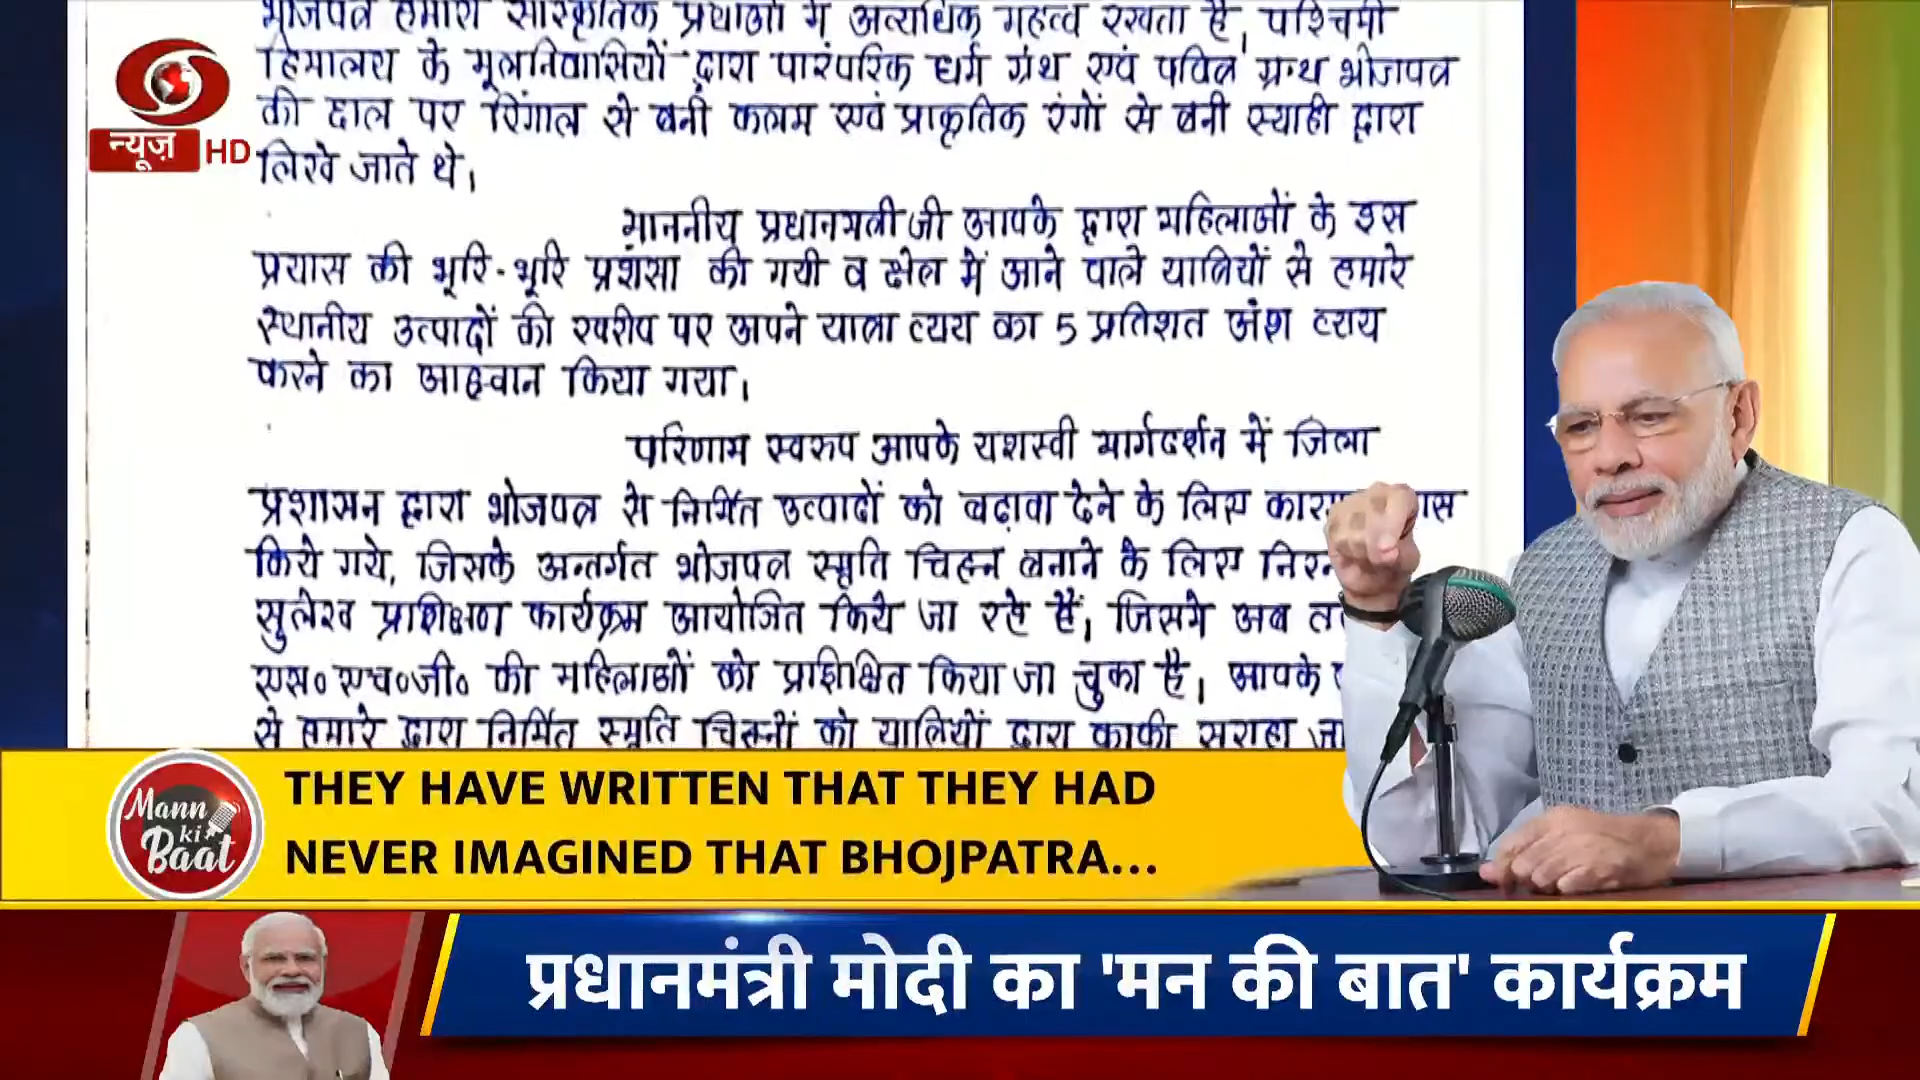 भोजपत्र हमारी सांस्कृतिक प्रथाओं में अत्याधिक महत्व रखता है, पश्चिमी
हिमालय के मूलनिवासियों द्वारा पारंपरिक धर्म ग्रंथ एवं पवित्र ग्रन्थ भोजपत्र
की छाल पर रिंगाल से बनी कलम एवं प्राकृतिक रंगों से बनी स्याही द्वारा
लिखे जाते थे।
माननीय प्रधानमंत्री जी आपके द्वारा महिलाओं के इस
प्रयास की भूरि-भूरि प्रशंसा की गयी व क्षेत्र में आने वाले यात्रियों से हमारे
स्थानीय उत्पादों की खरीद पर अपने यात्रा व्यय का 5 प्रतिशत अंश व्यय
करने का आह्वान किया गया।
परिणाम स्वरुप आपके यशस्वी मार्गदर्शन में जिला
प्रशासन द्वारा भोजपत्र से निर्मित उत्पादों को बढ़ावा देने के लिए
किये गये, जिसके अन्तर्गत भोजपत्र स्मृति चिह्न बनाने के लिए
सुलेख प्रशिक्षण कार्यक्रम आयोजित किये जा रहे हैं, जिसमे अब
एस० एच०जी० की महिलाओं को प्रशिक्षित किया जा चुका है। आपके
से हमारे द्वारा निर्मित स्मृति चिह्नों को यात्रियों द्वारा काफी सराहा जा
न्यूज़ HD
Mann
ki
Baat
THEY HAVE WRITTEN THAT THEY HAD
NEVER IMAGINED THAT BHOJPATRA...
प्रधानमंत्री मोदी का 'मन की बात' कार्यक्रम